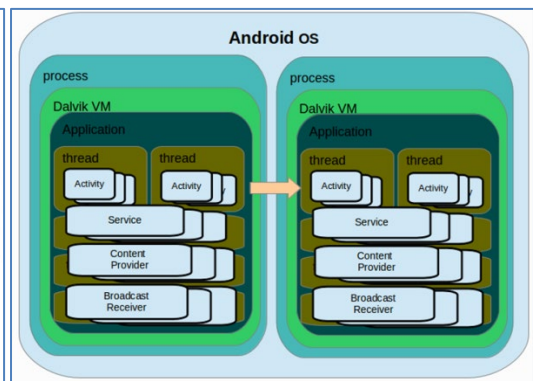 Android OS
process
Dalvik VM
Application
thread
thread
Activity
Activity
Service
Content
Provider
Broadcast
Receiver
process
Dalvik VM
Application
thread
thread
Activity
Activity
Service
Content
Provider
Broadcast
Receiver